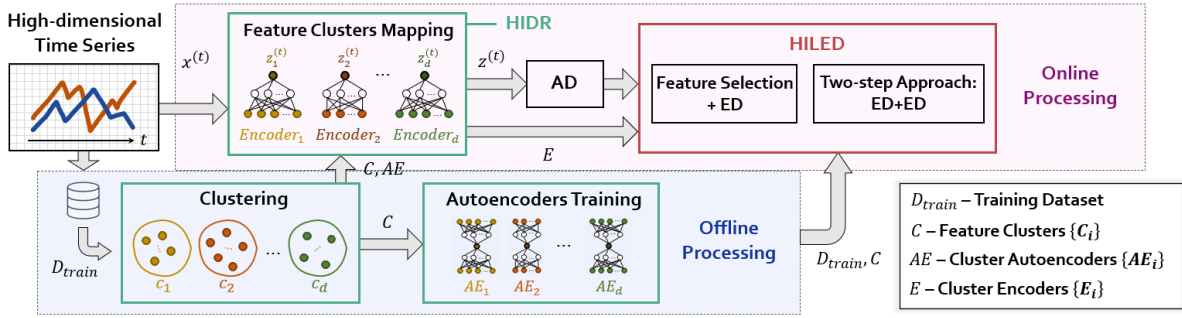 High-dimensional
Time Series
t
x^(t)
Feature Clusters Mapping
HIDR
z_1^(t) z_2^(t) ... z_d^(t)
Encoder_1 Encoder_2 Encoder_d
z^(t)
AD
E
HILED
Feature Selection
+ ED
Two-step Approach:
ED+ED
Online
Processing
C, AE
D_train
Clustering
...
c_1 c_2 c_d
C
Autoencoders Training
...
AE_1 AE_2 AE_d
Offline
Processing
D_train, C
D_train – Training Dataset
C – Feature Clusters {C_i}
AE – Cluster Autoencoders {AE_i}
E – Cluster Encoders {E_i}